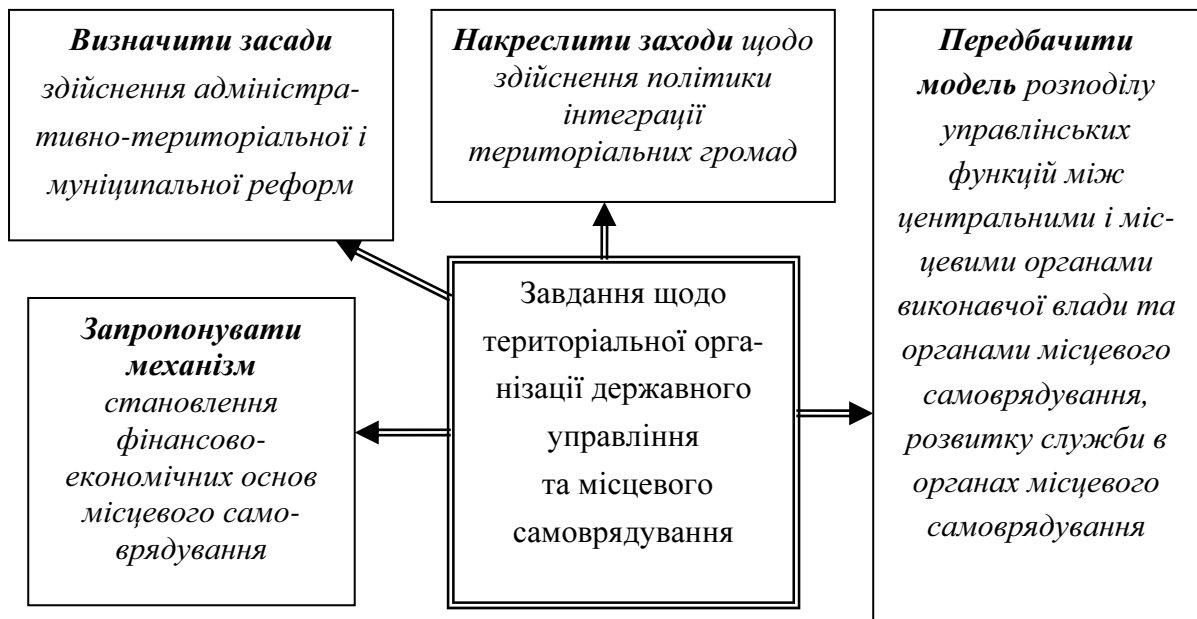 Визначити засади
здійснення адміністра-
тивно-територіальної і
муніципальної реформ
Накреслити заходи щодо
здійснення політики
інтеграції
територіальних громад
Передбачити
модель розподілу
управлінських
функцій між
центральними і міс-
цевими органами
виконавчої влади та
органами місцевого
самоврядування,
розвитку служби в
органах місцевого
самоврядування
Запропонувати
механізм
становлення
фінансово-
економічних основ
місцевого само-
врядування
Завдання щодо
територіальної орга-
нізації державного
управління
та місцевого
самоврядування